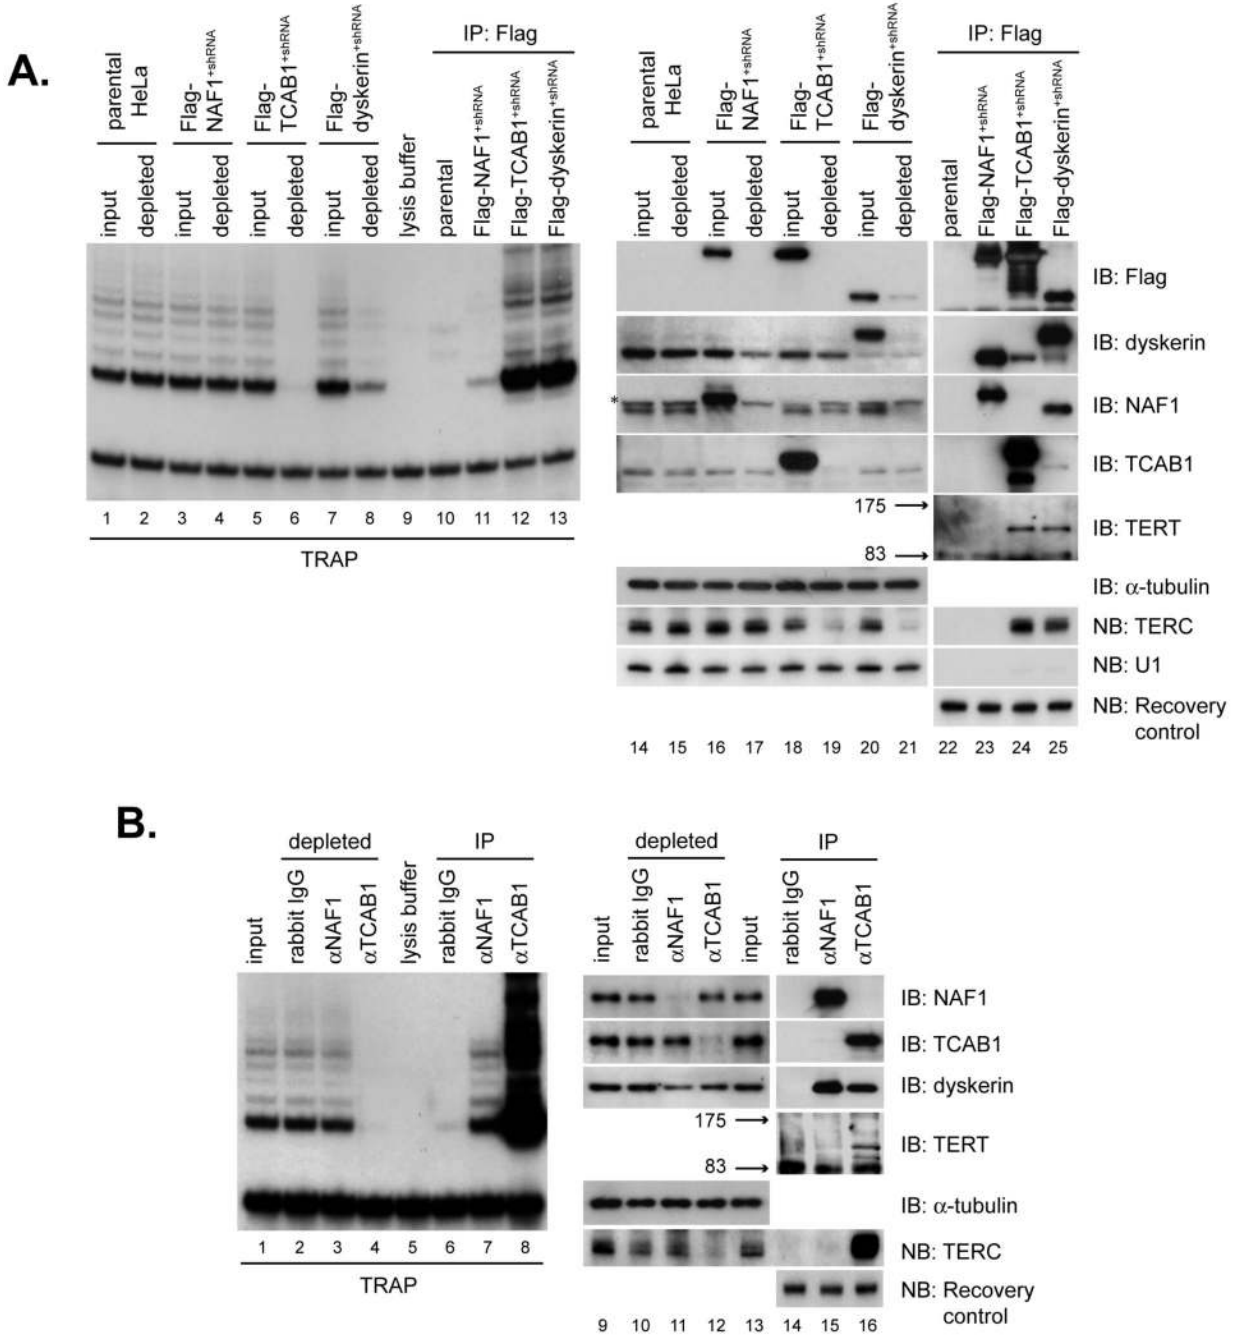 A.
parental
HeLa
Flag-
NAF1+shRNA
Flag-
TCAB1+shRNA
Flag-
dyskerin+shRNA
IP: Flag
input
depleted
input
depleted
input
depleted
input
depleted
lysis buffer
parental
Flag-NAF1+shRNA
Flag-TCAB1+shRNA
Flag-dyskerin+shRNA
1 2 3 4 5 6 7 8 9 10 11 12 13
TRAP
parental
HeLa
Flag-
NAF1+shRNA
Flag-
TCAB1+shRNA
Flag-
dyskerin+shRNA
IP: Flag
input
depleted
input
depleted
input
depleted
input
depleted
parental
Flag-NAF1+shRNA
Flag-TCAB1+shRNA
Flag-dyskerin+shRNA
IB: Flag
IB: dyskerin
* IB: NAF1
IB: TCAB1
175 →
IB: TERT
83 →
IB: α-tubulin
NB: TERC
NB: U1
NB: Recovery
control
14 15 16 17 18 19 20 21 22 23 24 25
B.
depleted
IP
input
rabbit IgG
αNAF1
αTCAB1
lysis buffer
rabbit IgG
αNAF1
αTCAB1
1 2 3 4 5 6 7 8
TRAP
depleted
IP
input
rabbit IgG
αNAF1
αTCAB1
input
rabbit IgG
αNAF1
αTCAB1
IB: NAF1
IB: TCAB1
IB: dyskerin
175 →
IB: TERT
83 →
IB: α-tubulin
NB: TERC
NB: Recovery
control
9 10 11 12 13 14 15 16